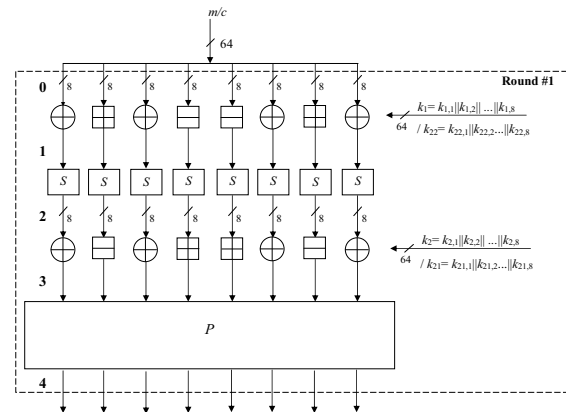 m/c
64
Round #1
0
8 8 8 8 8 8 8 8
k1= k1,1||k1,2|| ...||k1,8
64
/ k22= k22,1||k22,2...||k22,8
1
S S S S S S S S
2
8 8 8 8 8 8 8 8
k2= k2,1||k2,2|| ...||k2,8
64
/ k21= k21,1||k21,2...||k21,8
3
P
4